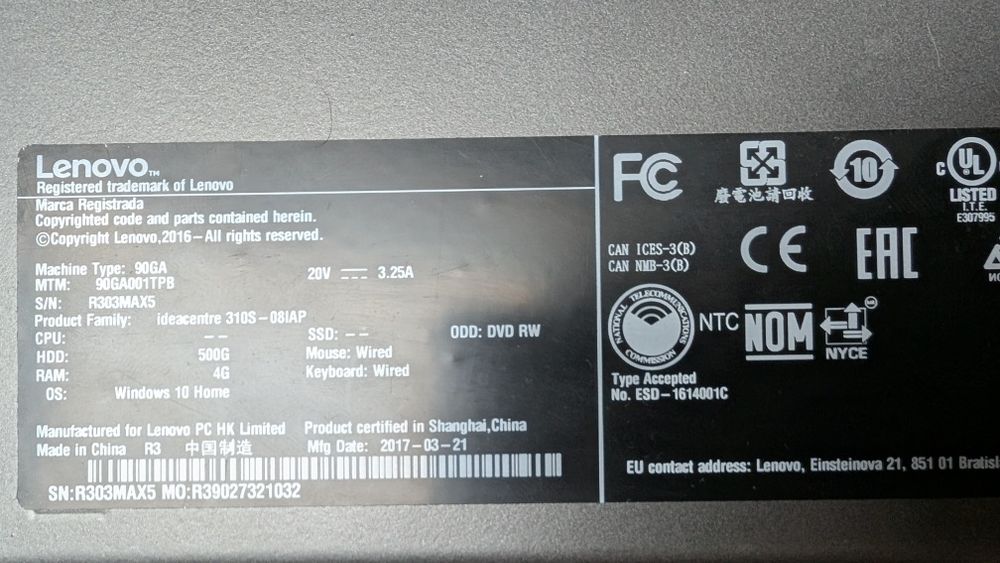 Lenovo™
Registered trademark of Lenovo
Marca Registrada
Copyrighted code and parts contained herein.
©Copyright Lenovo,2016–All rights reserved.
Machine Type: 90GA
20V 3.25A
MTM: 90GA001TPB
S/N: R303MAX5
Product Family: ideacentre 310S-08IAP
CPU: -- SSD: -- ODD: DVD RW
HDD: 500G Mouse: Wired
RAM: 4G Keyboard: Wired
OS: Windows 10 Home
Manufactured for Lenovo PC HK Limited Product certified in Shanghai,China
Made in China R3 中国制造 Mfg Date: 2017-03-21
SN:R303MAX5 MO:R39027321032
FC
廢電池請回收
10
C UL
LISTED
I.T.E.
E307995
CAN ICES-3(B)
CAN NMB-3(B)
CE
EAC
NATIONAL TELECOMMUNICATIONS COMMISSION
NTC
NOM
NYCE
Type Accepted
No. ESD-1614001C
EU contact address: Lenovo, Einsteinova 21, 851 01